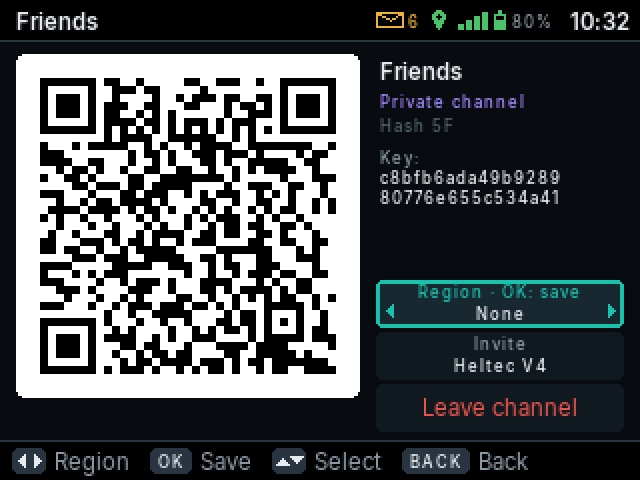 Friends
6
80%
10:32
Friends
Private channel
Hash 5F
Key:
c8bfb6ada49b9289
80776e655c534a41
Region · OK: save
None
Invite
Heltec V4
Leave channel
Region
OK Save
Select
BACK Back